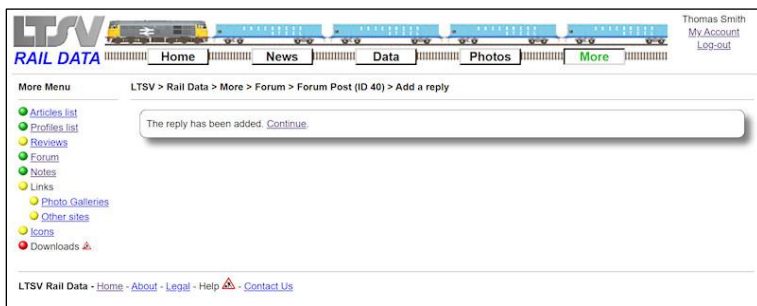 LTSV
RAIL DATA
Home News Data Photos More
Thomas Smith
My Account
Log-out
More Menu
LTSV > Rail Data > More > Forum > Forum Post (ID 40) > Add a reply
Articles list
Profiles list
Reviews
Forum
Notes
Links
Photo Galleries
Other sites
Icons
Downloads
The reply has been added. Continue.
LTSV Rail Data - Home - About - Legal - Help - Contact Us